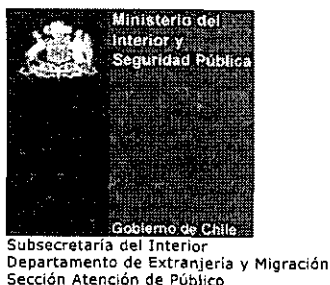 Ministerio del
Interior y
Seguridad Pública
Gobierno de Chile
Subsecretaría del Interior
Departamento de Extranjería y Migración
Sección Atención de Público